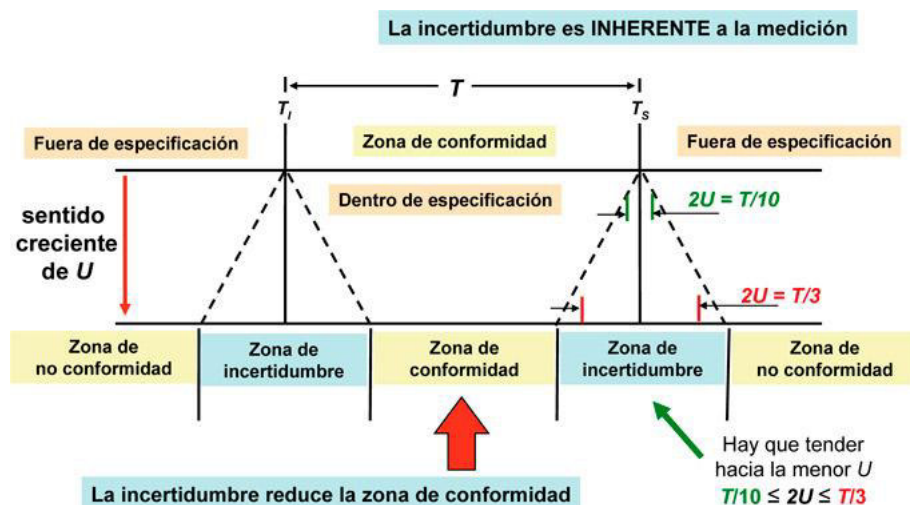 La incertidumbre es INHERENTE a la medición
T
T_I
T_S
Fuera de especificación
Zona de conformidad
Fuera de especificación
Dentro de especificación
2U = T/10
sentido
creciente
de U
2U = T/3
Zona de
no conformidad
Zona de
incertidumbre
Zona de
conformidad
Zona de
incertidumbre
Zona de
no conformidad
Hay que tender
hacia la menor U
T/10 ≤ 2U ≤ T/3
La incertidumbre reduce la zona de conformidad